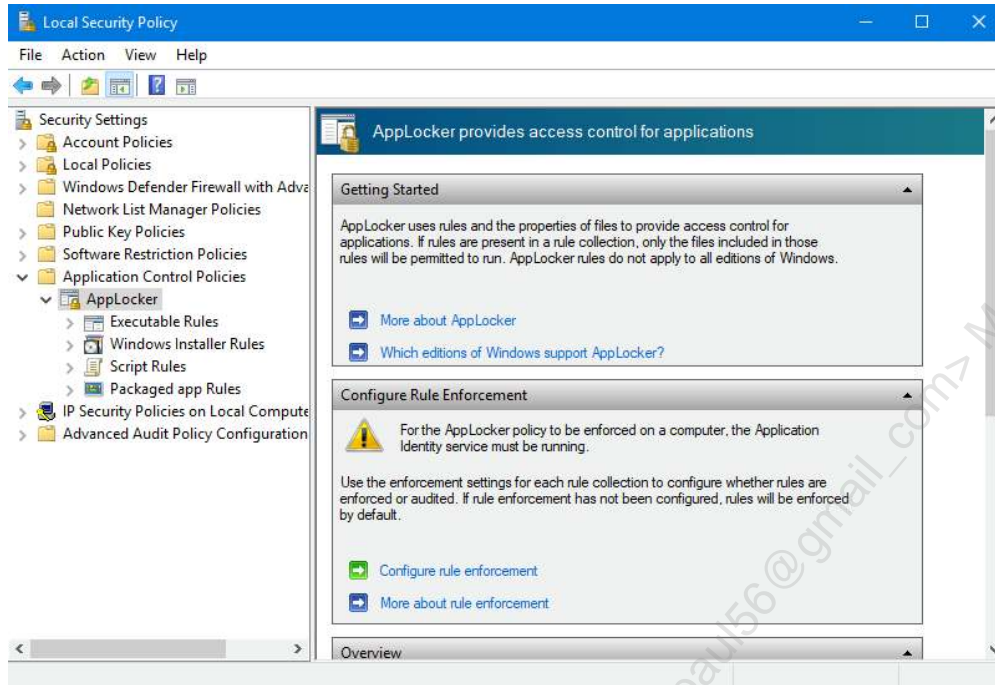 Local Security Policy
File Action View Help
Security Settings
Account Policies
Local Policies
Windows Defender Firewall with Adva
Network List Manager Policies
Public Key Policies
Software Restriction Policies
Application Control Policies
AppLocker
Executable Rules
Windows Installer Rules
Script Rules
Packaged app Rules
IP Security Policies on Local Compute
Advanced Audit Policy Configuration
AppLocker provides access control for applications
Getting Started
AppLocker uses rules and the properties of files to provide access control for
applications. If rules are present in a rule collection, only the files included in those
rules will be permitted to run. AppLocker rules do not apply to all editions of Windows.
More about AppLocker
Which editions of Windows support AppLocker?
Configure Rule Enforcement
For the AppLocker policy to be enforced on a computer, the Application
Identity service must be running.
Use the enforcement settings for each rule collection to configure whether rules are
enforced or audited. If rule enforcement has not been configured, rules will be enforced
by default.
Configure rule enforcement
More about rule enforcement
Overview
paul56@gmail_com> M